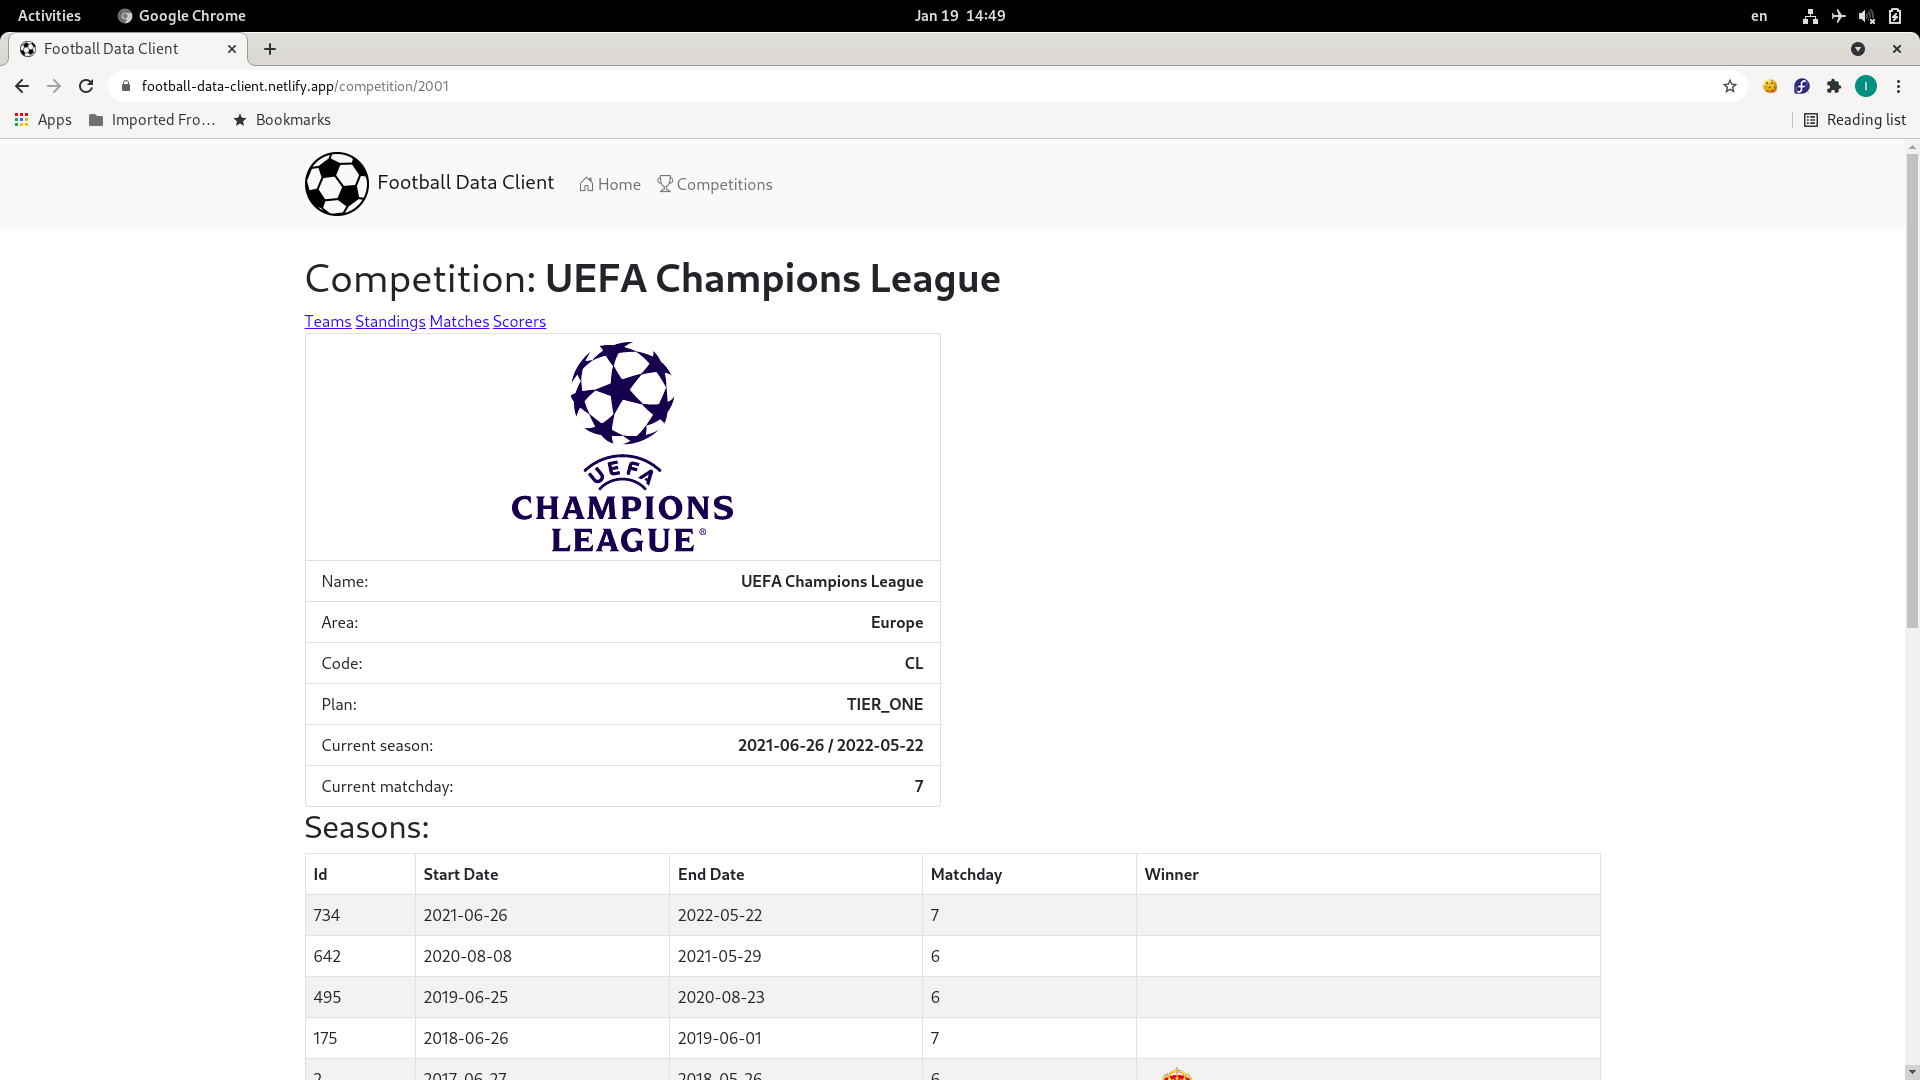 Activities Google Chrome Jan 19 14:49 en
Football Data Client
football-data-client.netlify.app/competition/2001 I
Apps Imported Fro… Bookmarks Reading list
Football Data Client Home Competitions
Competition: UEFA Champions League
Teams Standings Matches Scorers
UEFA
CHAMPIONS
LEAGUE®
Name: UEFA Champions League
Area: Europe
Code: CL
Plan: TIER_ONE
Current season: 2021-06-26 / 2022-05-22
Current matchday: 7
Seasons:
Id Start Date End Date Matchday Winner
734 2021-06-26 2022-05-22 7
642 2020-08-08 2021-05-29 6
495 2019-06-25 2020-08-23 6
175 2018-06-26 2019-06-01 7
2 2017-06-27 2018-05-26 6